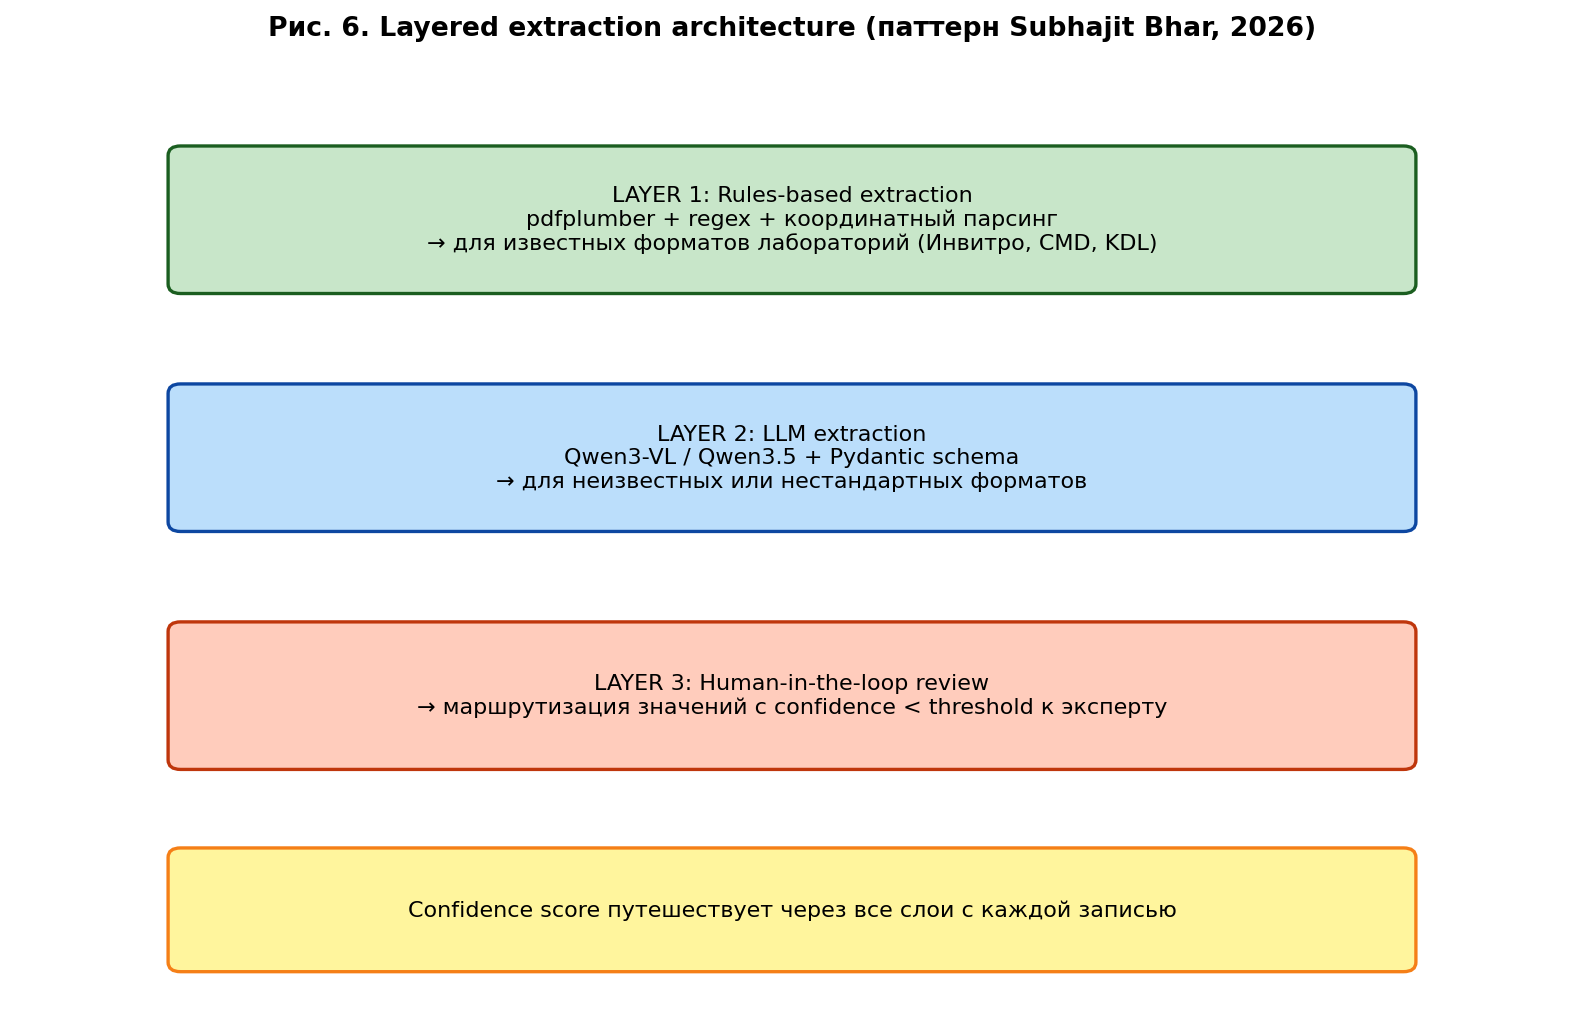 Рис. 6. Layered extraction architecture (паттерн Subhajit Bhar, 2026)
LAYER 1: Rules-based extraction
pdfplumber + regex + координатный парсинг
→ для известных форматов лабораторий (Инвитро, CMD, KDL)
LAYER 2: LLM extraction
Qwen3-VL / Qwen3.5 + Pydantic schema
→ для неизвестных или нестандартных форматов
LAYER 3: Human-in-the-loop review
→ маршрутизация значений с confidence < threshold к эксперту
Confidence score путешествует через все слои с каждой записью